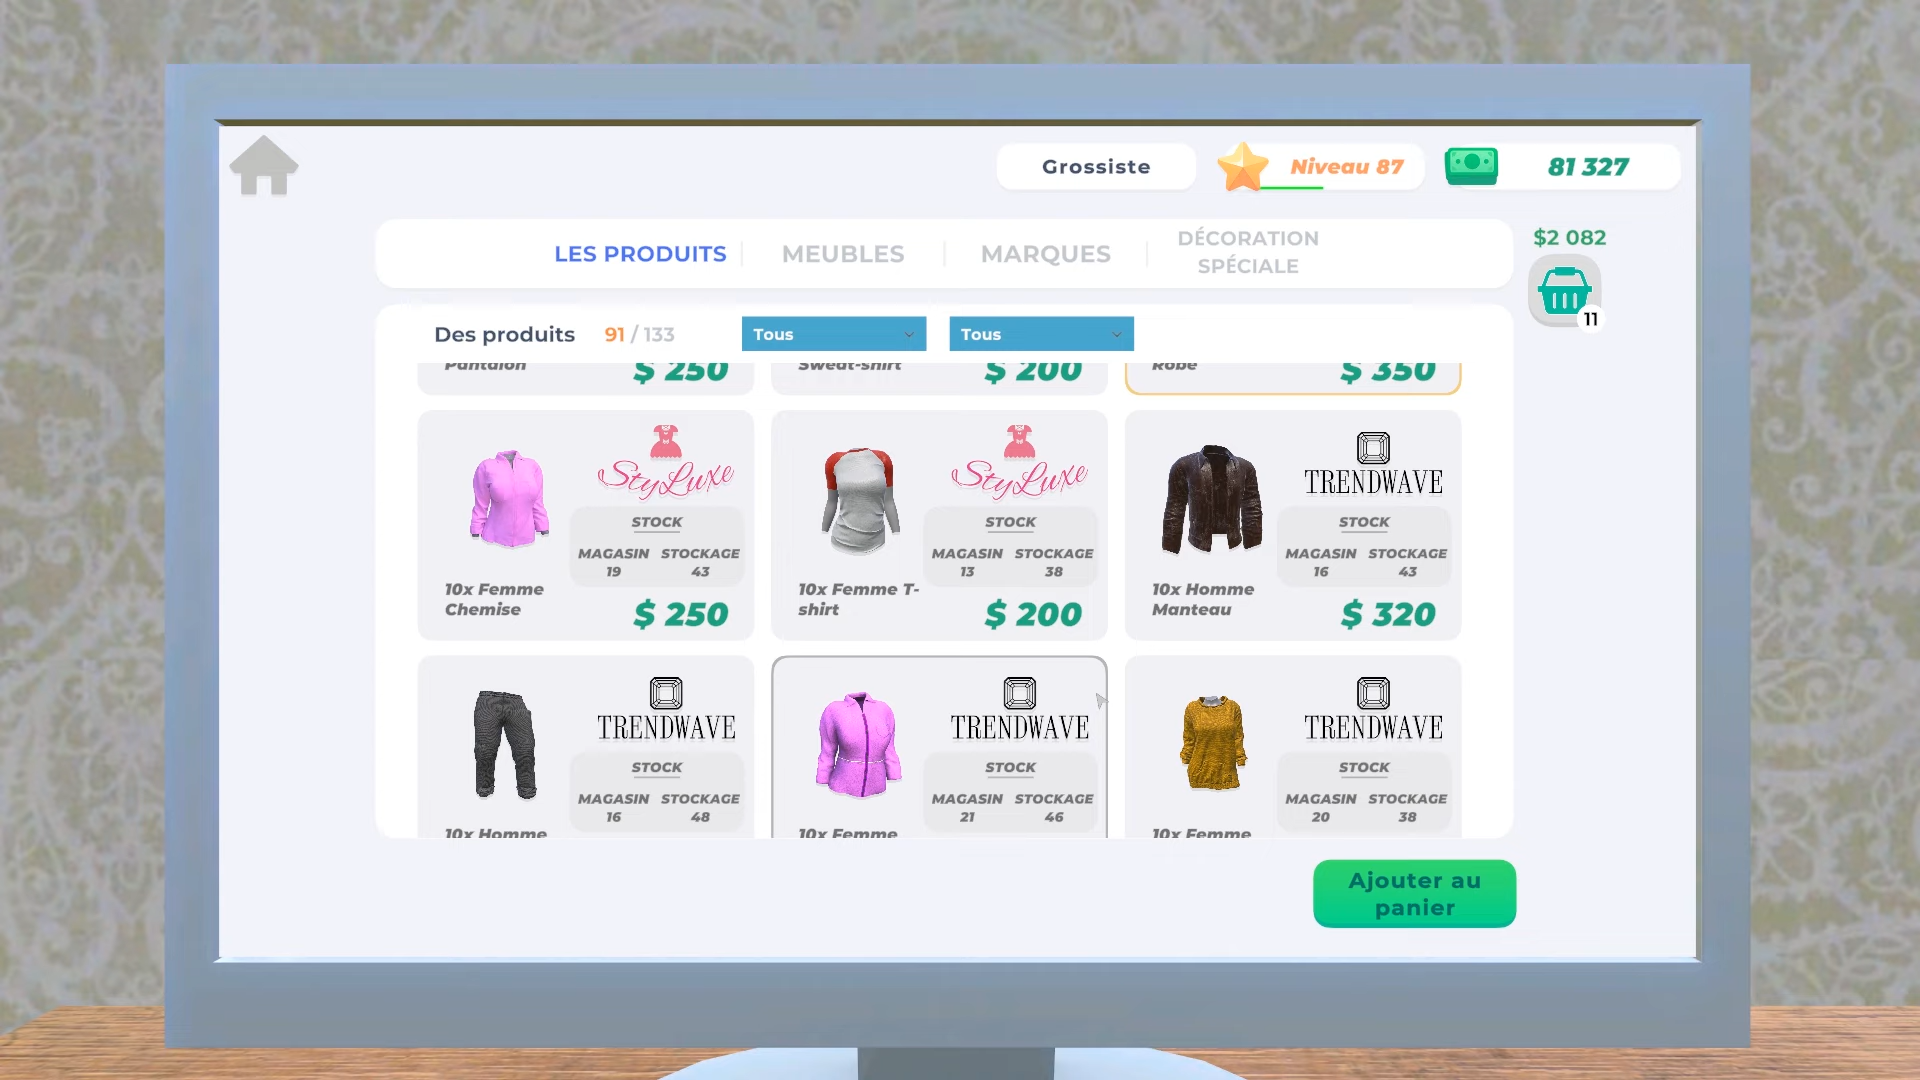 Grossiste
Niveau 87
81 327
LES PRODUITS
MEUBLES
MARQUES
DÉCORATION
SPÉCIALE
$2 082
11
Des produits 91 / 133
Tous
Tous
Pantalon
$ 250
Sweat-shirt
$ 200
Robe
$ 350
StyLuxe
STOCK
MAGASIN STOCKAGE
19 43
10x Femme
Chemise
$ 250
StyLuxe
STOCK
MAGASIN STOCKAGE
13 38
10x Femme T-
shirt
$ 200
TRENDWAVE
STOCK
MAGASIN STOCKAGE
16 43
10x Homme
Manteau
$ 320
TRENDWAVE
STOCK
MAGASIN STOCKAGE
16 48
10x Homme
TRENDWAVE
STOCK
MAGASIN STOCKAGE
21 46
10x Femme
TRENDWAVE
STOCK
MAGASIN STOCKAGE
20 38
10x Femme
Ajouter au
panier